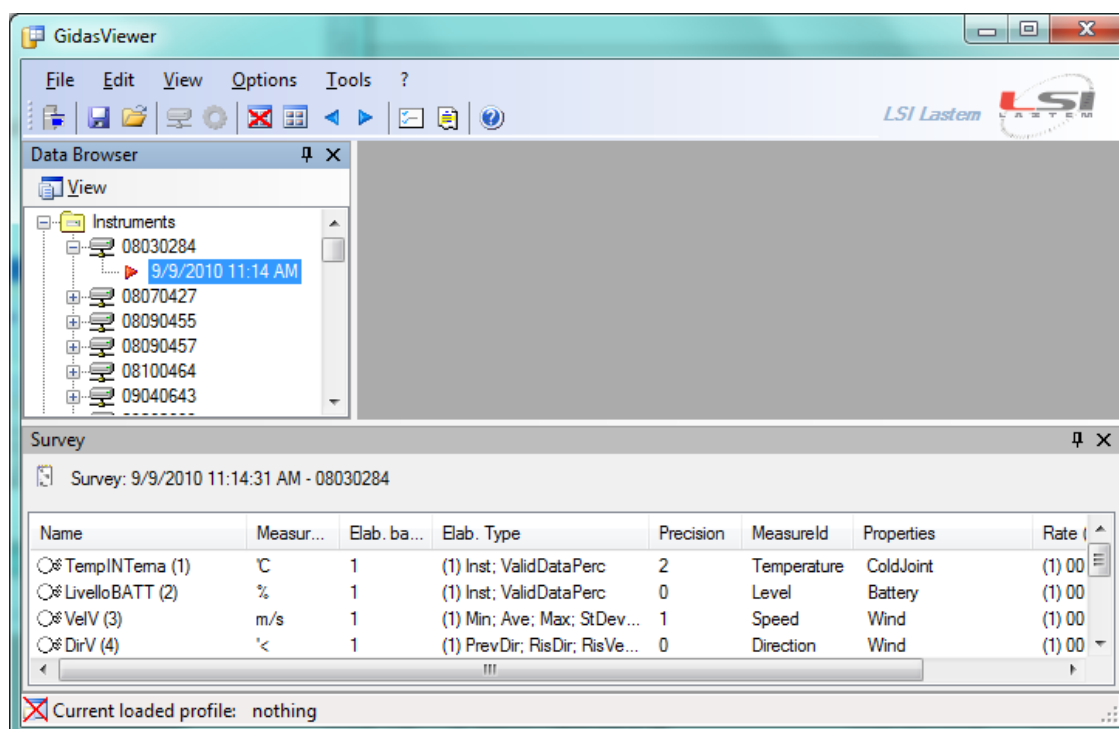 GidasViewer
File Edit View Options Tools ?
LSI Lastem
LSI
LASTEM
Data Browser
View
Instruments
08030284
9/9/2010 11:14 AM
08070427
08090455
08090457
08100464
09040643
Survey
Survey: 9/9/2010 11:14:31 AM - 08030284
Name Measur... Elab. ba... Elab. Type Precision MeasureId Properties Rate (
TempINTerna (1) °C 1 (1) Inst; ValidDataPerc 2 Temperature ColdJoint (1) 00
LivelloBATT (2) % 1 (1) Inst; ValidDataPerc 0 Level Battery (1) 00
VelV (3) m/s 1 (1) Min; Ave; Max; StDev... 1 Speed Wind (1) 00
DirV (4) °< 1 (1) PrevDir; RisDir; RisVe... 0 Direction Wind (1) 00
Current loaded profile: nothing